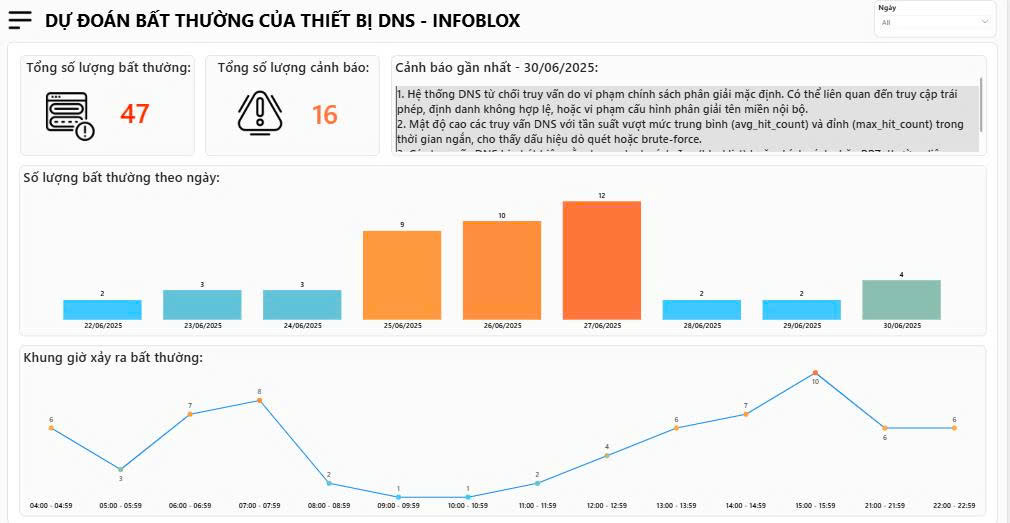 DỰ ĐOÁN BẤT THƯỜNG CỦA THIẾT BỊ DNS - INFOBLOX
Ngày
All
Tổng số lượng bất thường:
47
Tổng số lượng cảnh báo:
16
Cảnh báo gần nhất - 30/06/2025:
1. Hệ thống DNS từ chối truy vấn do vi phạm chính sách phân giải mặc định. Có thể liên quan đến truy cập trái
phép, định danh không hợp lệ, hoặc vi phạm cấu hình phân giải tên miền nội bộ.
2. Mật độ cao các truy vấn DNS với tần suất vượt mức trung bình (avg_hit_count) và đỉnh (max_hit_count) trong
thời gian ngắn, cho thấy dấu hiệu dò quét hoặc brute-force.
Số lượng bất thường theo ngày:
2 3 3 9 10 12 2 2 4
22/06/2025 23/06/2025 24/06/2025 25/06/2025 26/06/2025 27/06/2025 28/06/2025 29/06/2025 30/06/2025
Khung giờ xảy ra bất thường:
6 3 7 8 2 1 1 2 4 6 7 10 6 6
04:00 - 04:59 05:00 - 05:59 06:00 - 06:59 07:00 - 07:59 08:00 - 08:59 09:00 - 09:59 10:00 - 10:59 11:00 - 11:59 12:00 - 12:59 13:00 - 13:59 14:00 - 14:59 15:00 - 15:59 21:00 - 21:59 22:00 - 22:59